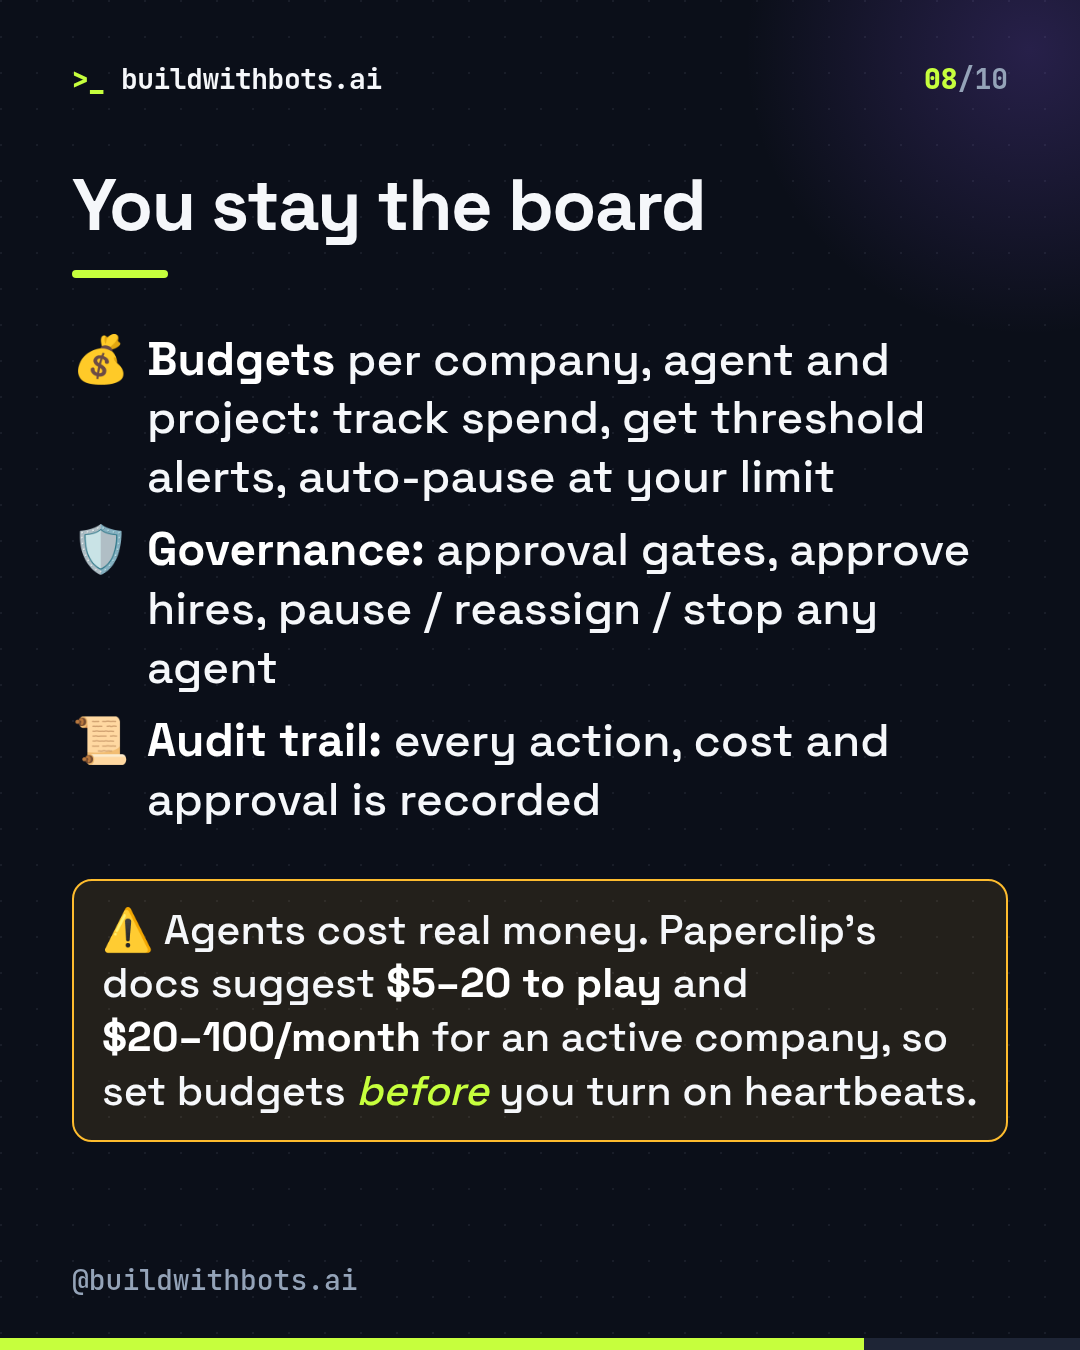 >_ buildwithbots.ai
08/10
You stay the board
💰 Budgets per company, agent and
project: track spend, get threshold
alerts, auto-pause at your limit
🛡️ Governance: approval gates, approve
hires, pause / reassign / stop any
agent
📜 Audit trail: every action, cost and
approval is recorded
⚠️ Agents cost real money. Paperclip’s
docs suggest $5–20 to play and
$20–100/month for an active company, so
set budgets before you turn on heartbeats.
@buildwithbots.ai